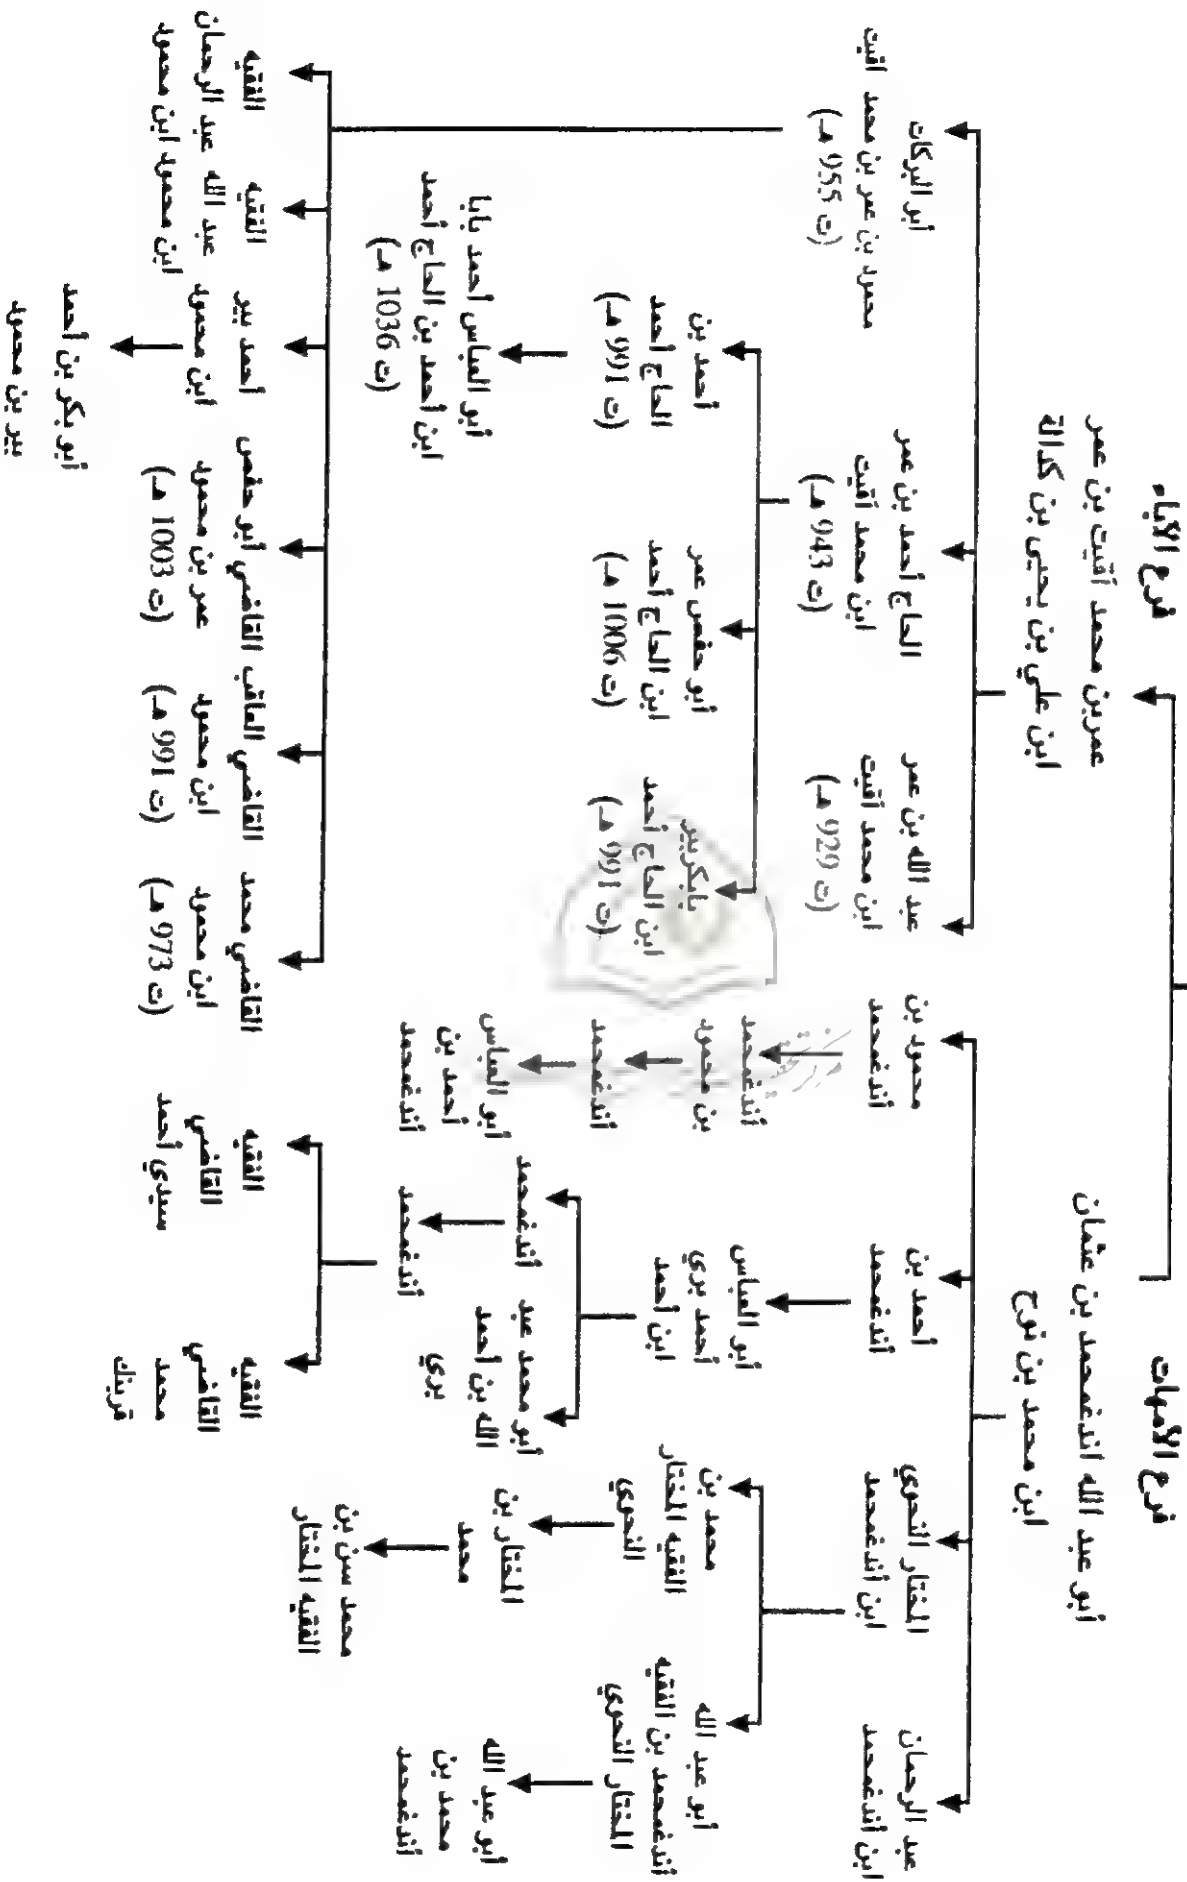 فرع الأمهات
أبو عبد الله اندغمحمد بن عثمان
ابن محمد بن نوح
عبد الرحمان
ابن أندغمحمد
المختار النحوي
ابن أندغمحمد
أحمد بن
أندغمحمد
محمود بن
أندغمحمد
أبو عبد الله
أندغمحمد بن الفقيه
المختار النحوي
محمد بن
الفقيه المختار
النحوي
أبو العباس
أحمد بري
ابن أحمد
أندغمحمد
بن محمود
أندغمحمد
أبو عبد الله
محمد بن
أندغمحمد
المختار بن
محمد
محمد سن بن
الفقيه المختار
أبو محمد عبد
الله بن أحمد
بري
أندغمحمد
أندغمحمد
أبو العباس
أحمد بن
أندغمحمد
الفقيه
القاضي
محمد
قرينك
الفقيه
القاضي
سيدي أحمد
فرع الآباء
عمر بن محمد أقيت بن عمر
ابن علي بن يحيى بن كدالة
عبد الله بن عمر
ابن محمد أقيت
(ت 929 هـ)
الحاج أحمد بن عمر
ابن محمد أقيت
(ت 943 هـ)
أبو البركات
محمود بن عمر بن محمد اقيت
(ت 955 هـ)
بابكربير
ابن الحاج أحمد
(ت 991 هـ)
أبو حفص عمر
ابن الحاج أحمد
(ت 1006 هـ)
أحمد بن
الحاج أحمد
(ت 991 هـ)
أبو العباس أحمد بابا
ابن أحمد بن الحاج أحمد
(ت 1036 هـ)
القاضي محمد
ابن محمود
(ت 973 هـ)
القاضي العاقب
ابن محمود
(ت 991 هـ)
القاضي أبو حفص
عمر بن محمود
(ت 1003 هـ)
أحمد بير
ابن محمود
الفقيه
عبد الله
ابن محمود
الفقيه
عبد الرحمان
ابن محمود
أبو بكر بن أحمد
بير بن محمود